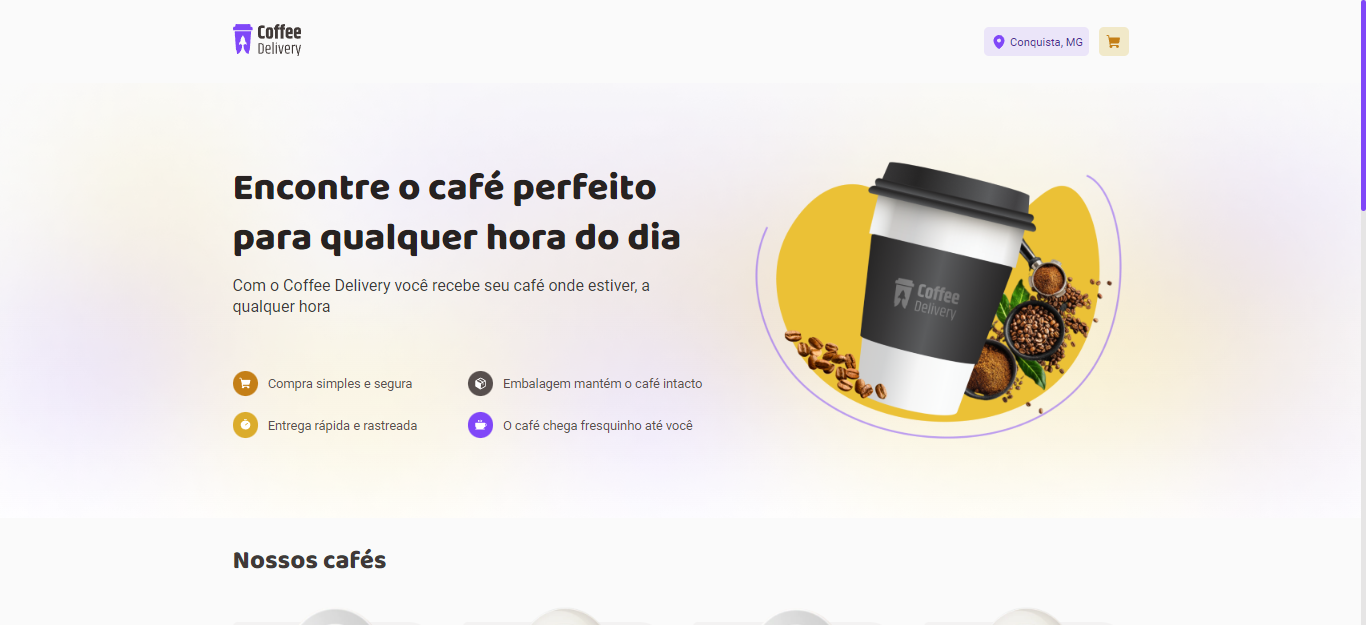 Coffee
Delivery
Conquista, MG
Encontre o café perfeito
para qualquer hora do dia
Com o Coffee Delivery você recebe seu café onde estiver, a
qualquer hora
Coffee
Delivery
Compra simples e segura
Embalagem mantém o café intacto
Entrega rápida e rastreada
O café chega fresquinho até você
Nossos cafés